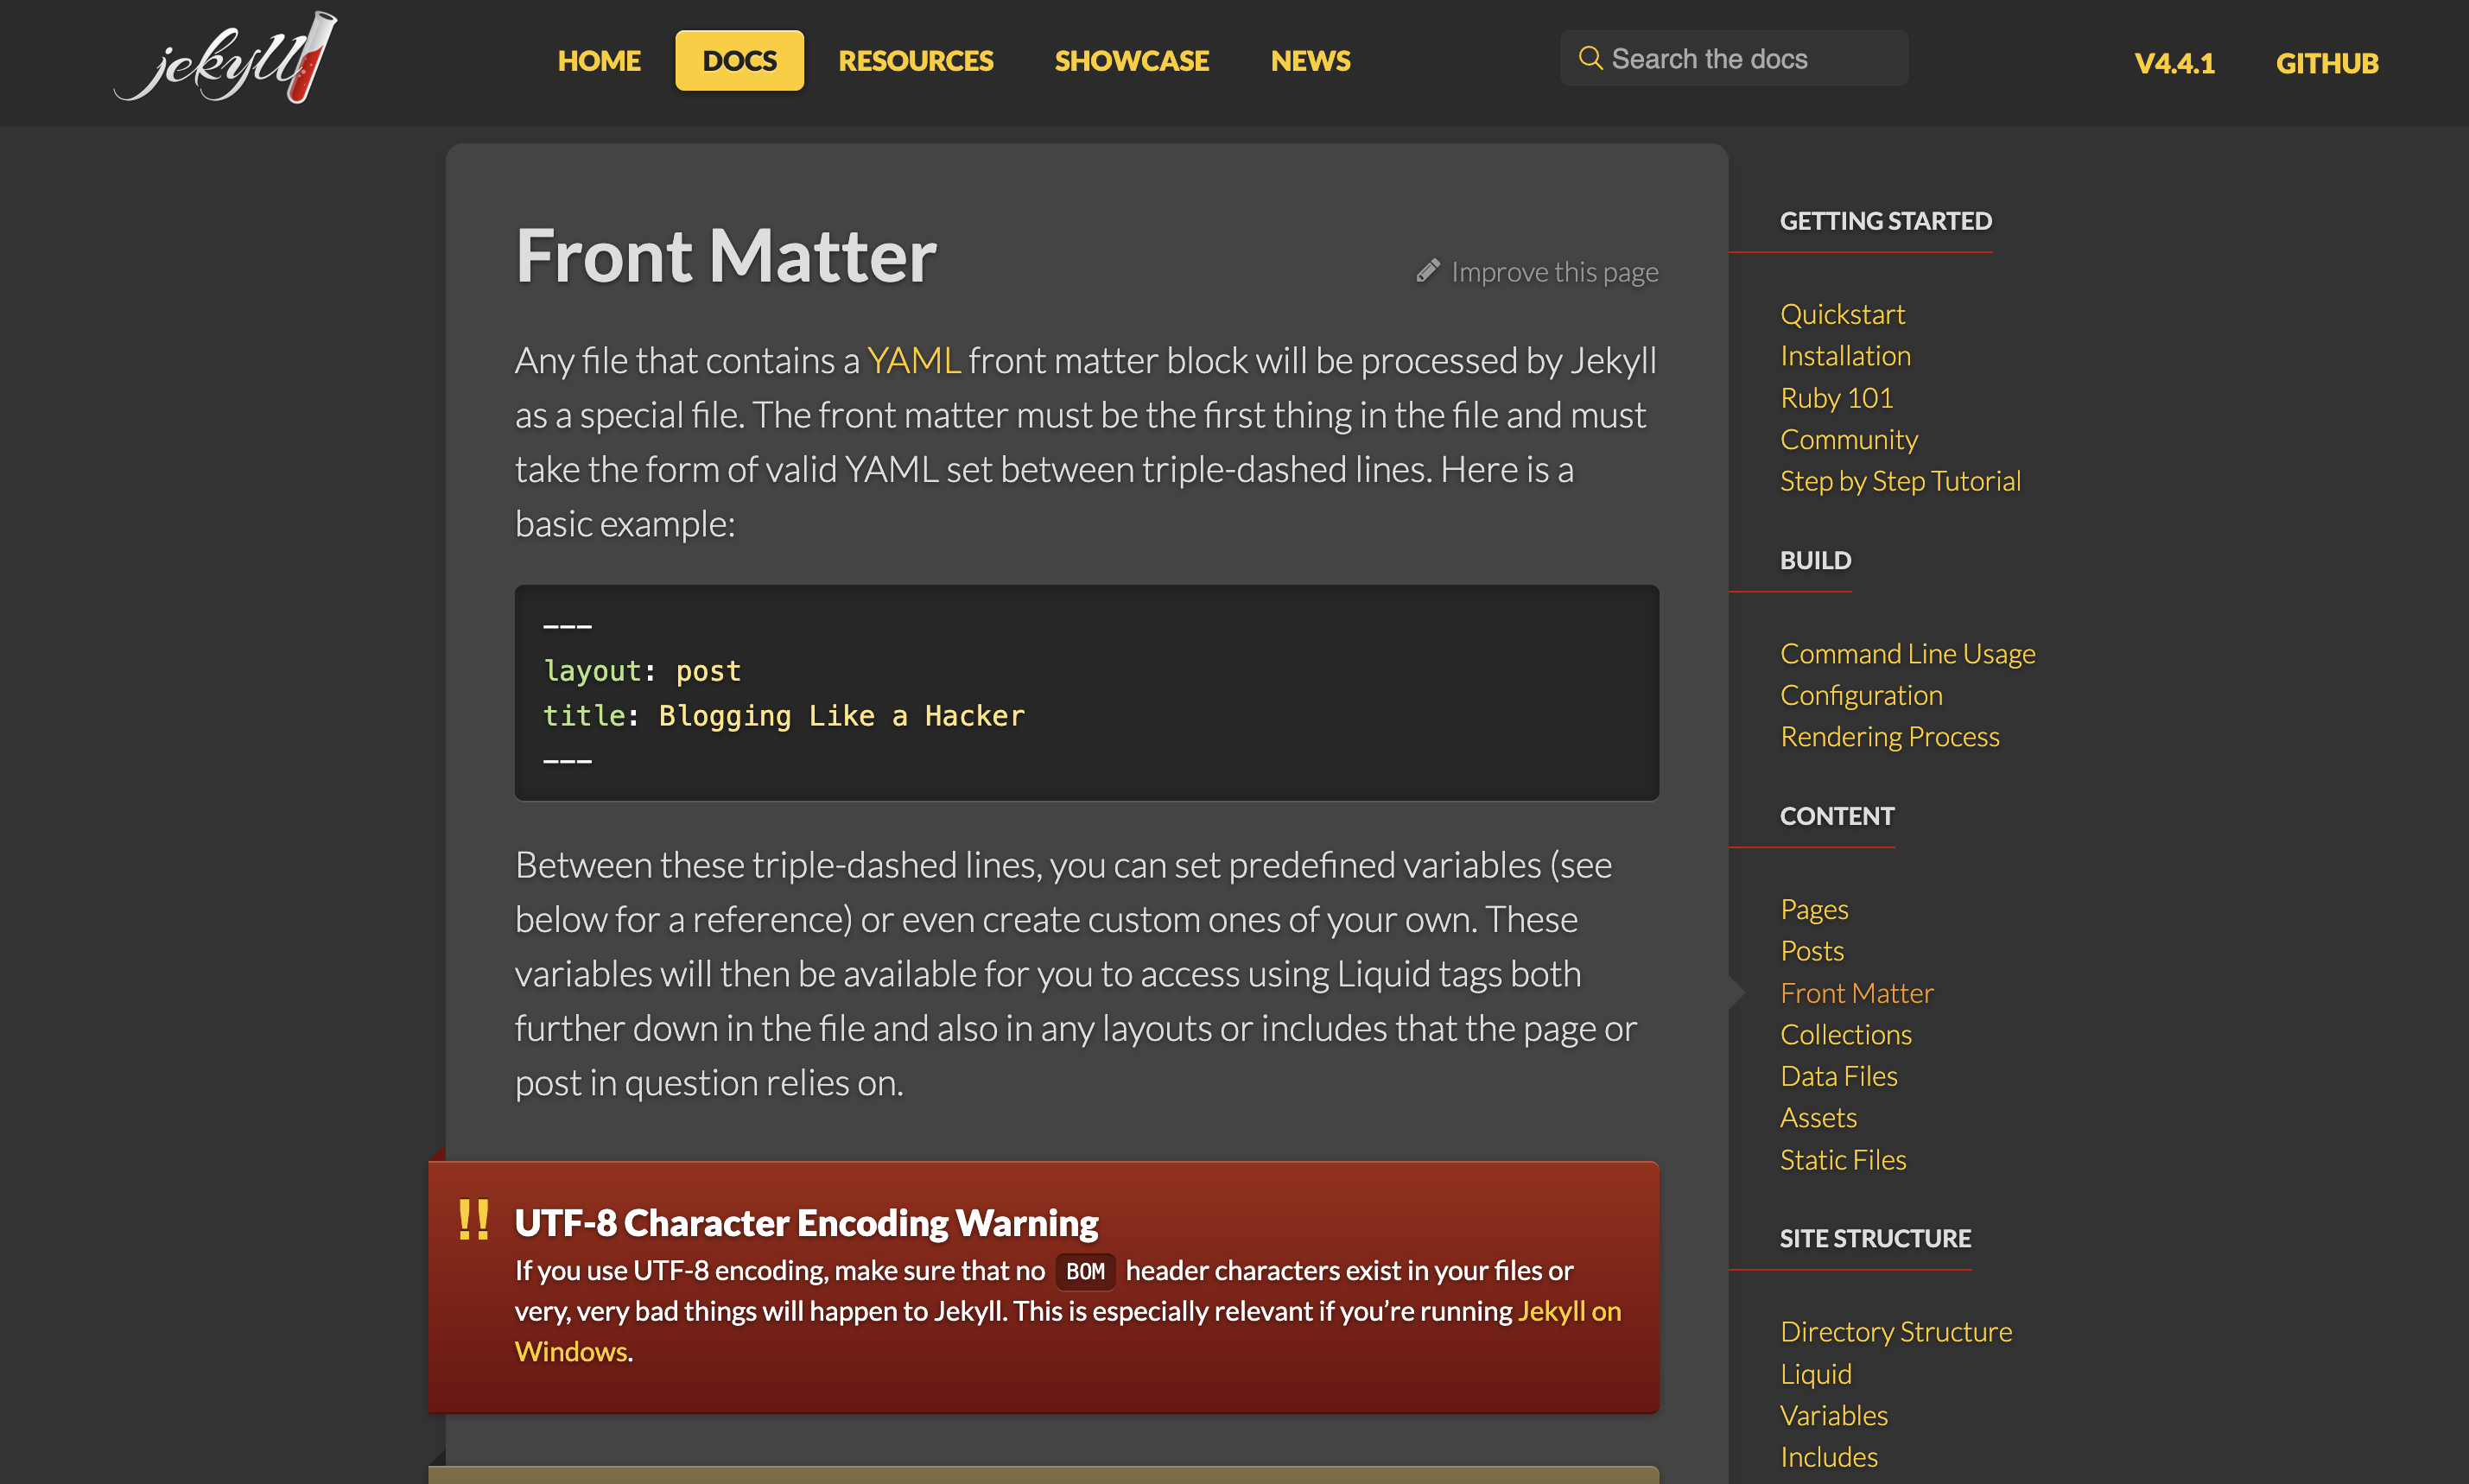 jekyll
HOME
DOCS
RESOURCES
SHOWCASE
NEWS
Search the docs
V4.4.1
GITHUB
Front Matter
Improve this page
Any file that contains a YAML front matter block will be processed by Jekyll
as a special file. The front matter must be the first thing in the file and must
take the form of valid YAML set between triple-dashed lines. Here is a
basic example:
---
layout: post
title: Blogging Like a Hacker
---
Between these triple-dashed lines, you can set predefined variables (see
below for a reference) or even create custom ones of your own. These
variables will then be available for you to access using Liquid tags both
further down in the file and also in any layouts or includes that the page or
post in question relies on.
!!
UTF-8 Character Encoding Warning
If you use UTF-8 encoding, make sure that no BOM header characters exist in your files or
very, very bad things will happen to Jekyll. This is especially relevant if you’re running Jekyll on
Windows.
GETTING STARTED
Quickstart
Installation
Ruby 101
Community
Step by Step Tutorial
BUILD
Command Line Usage
Configuration
Rendering Process
CONTENT
Pages
Posts
Front Matter
Collections
Data Files
Assets
Static Files
SITE STRUCTURE
Directory Structure
Liquid
Variables
Includes